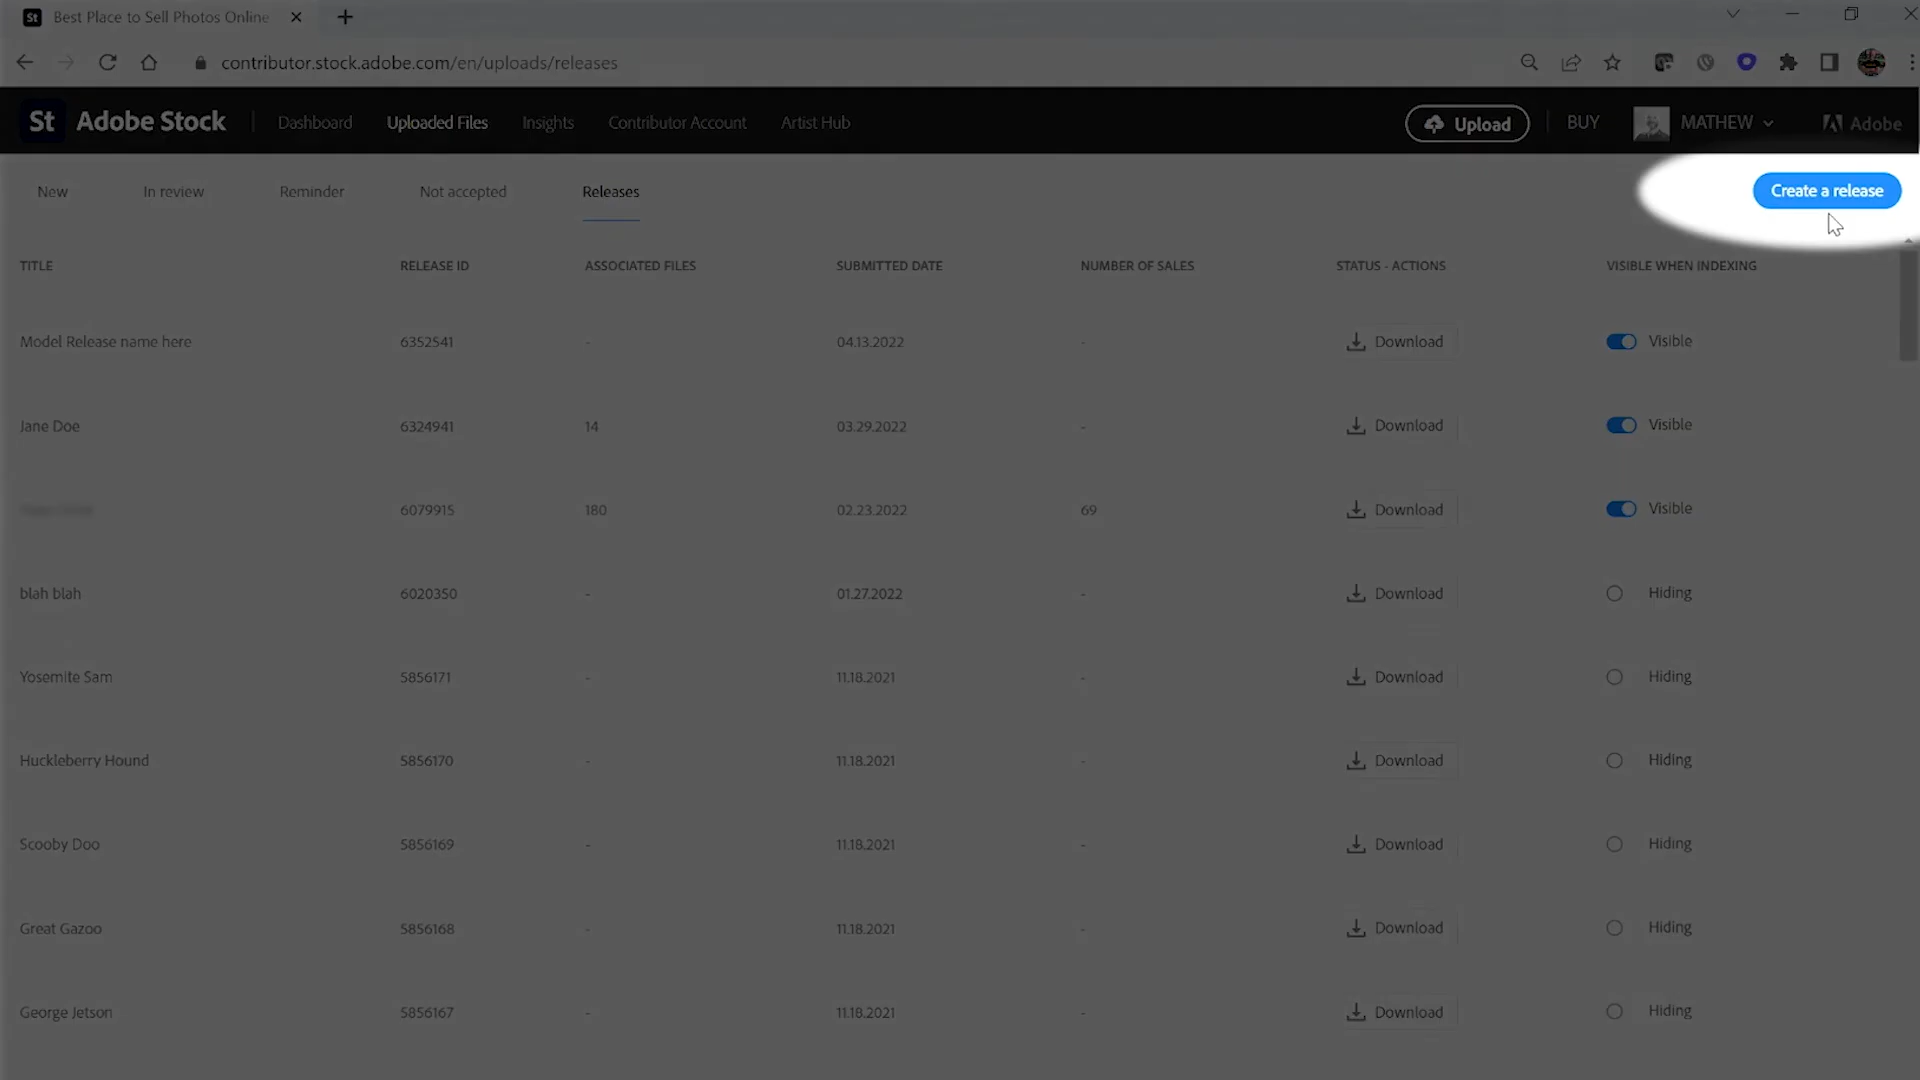 St Best Place to Sell Photos Online
contributor.stock.adobe.com/en/uploads/releases
St Adobe Stock Dashboard Uploaded Files Insights Contributor Account Artist Hub Upload BUY MATHEW Adobe
New In review Reminder Not accepted Releases Create a release
TITLE RELEASE ID ASSOCIATED FILES SUBMITTED DATE NUMBER OF SALES STATUS - ACTIONS VISIBLE WHEN INDEXING
Model Release name here 6352541 - 04.13.2022 - Download Visible
Jane Doe 6324941 14 03.29.2022 - Download Visible
6079915 180 02.23.2022 69 Download Visible
blah blah 6020350 - 01.27.2022 - Download Hiding
Yosemite Sam 5856171 - 11.18.2021 - Download Hiding
Huckleberry Hound 5856170 - 11.18.2021 - Download Hiding
Scooby Doo 5856169 - 11.18.2021 - Download Hiding
Great Gazoo 5856168 - 11.18.2021 - Download Hiding
George Jetson 5856167 - 11.18.2021 - Download Hiding